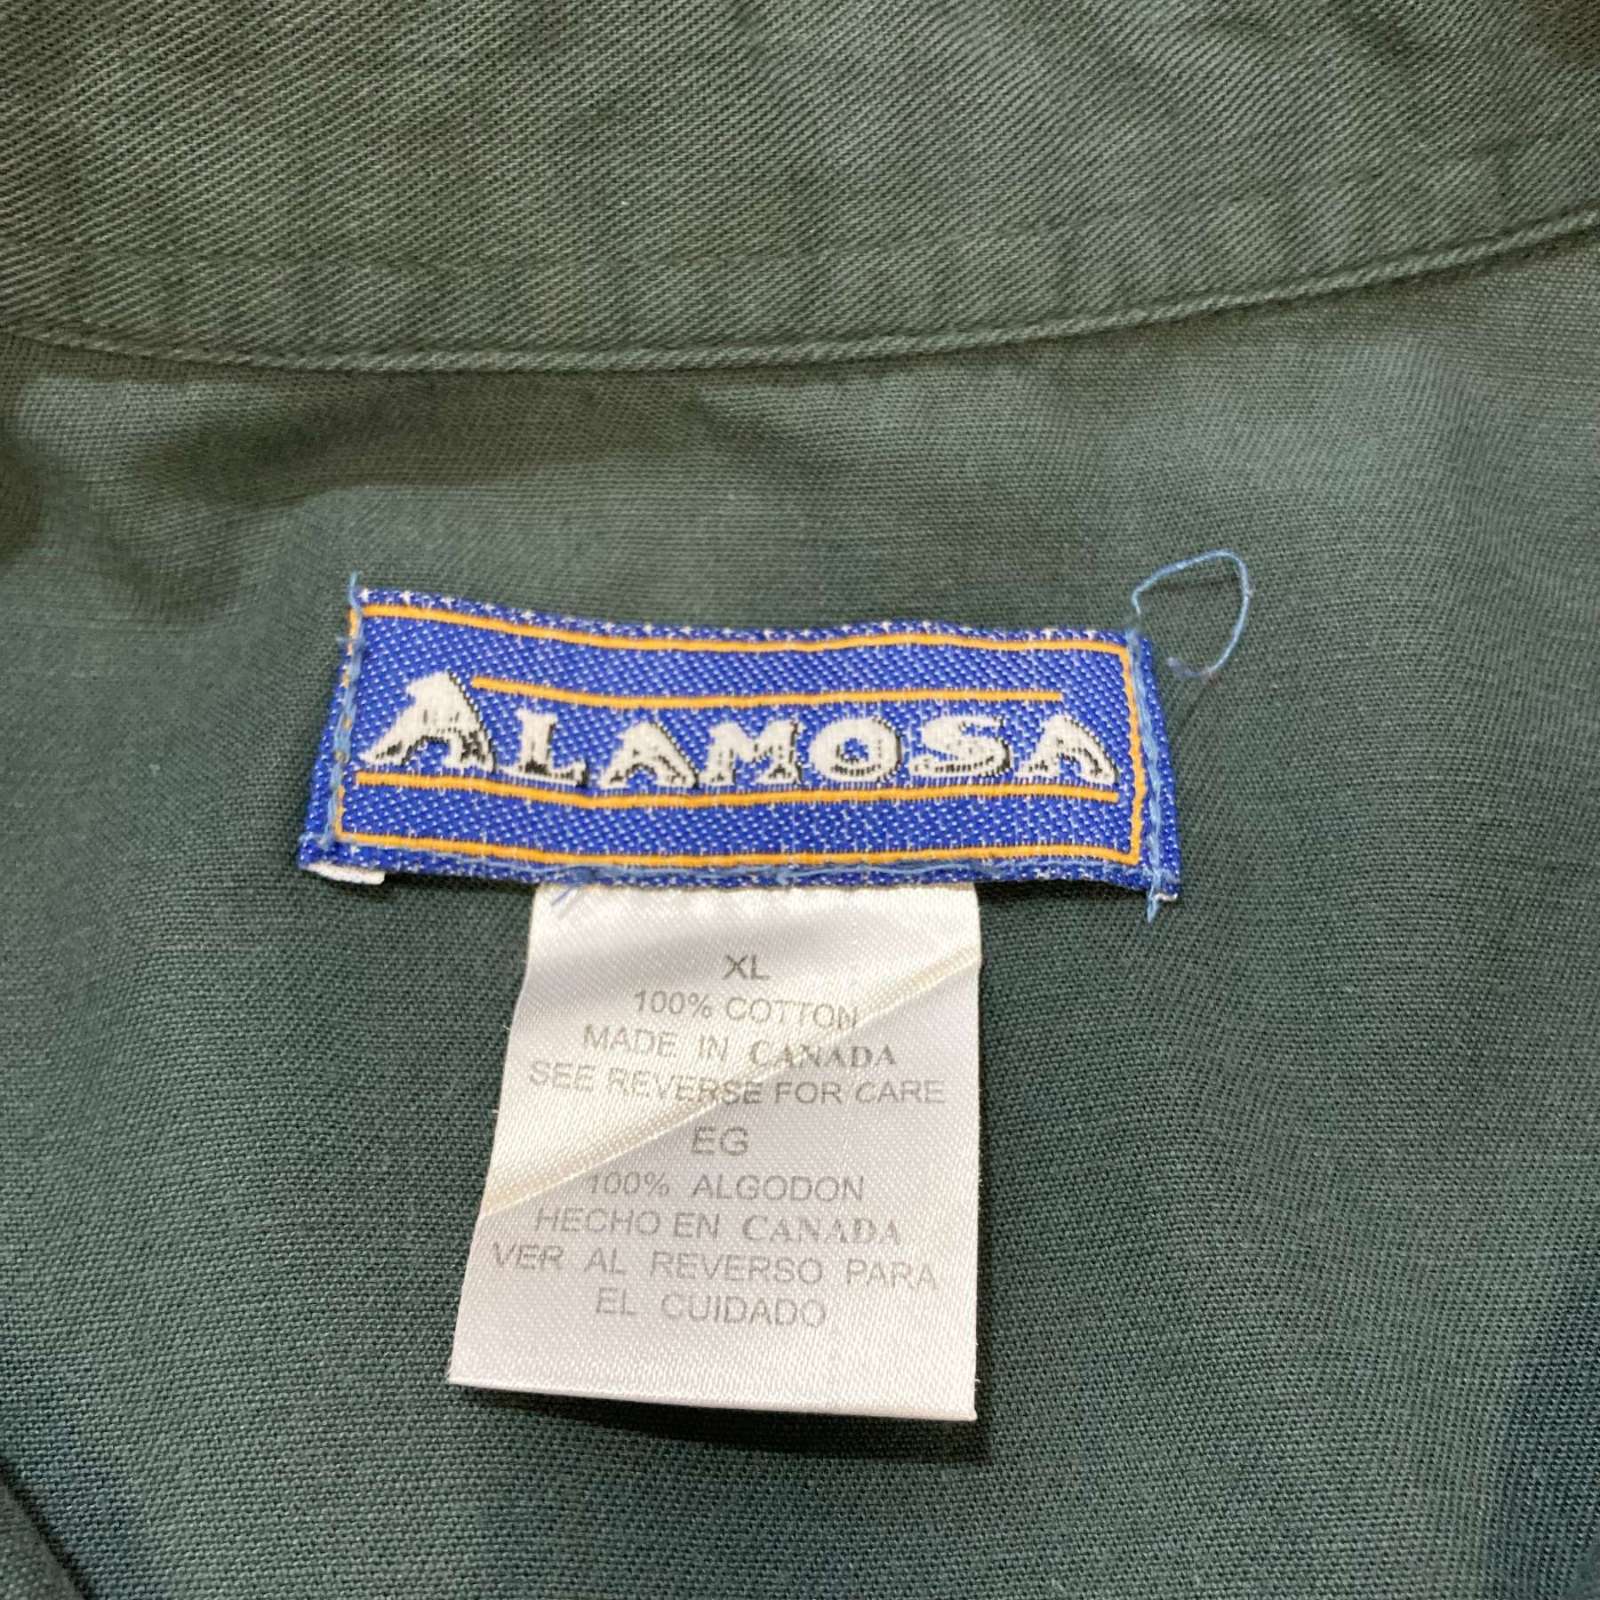 ALAMOSA
XL
100% COTTON
MADE IN CANADA
SEE REVERSE FOR CARE
EG
100% ALGODON
HECHO EN CANADA
VER AL REVERSO PARA
EL CUIDADO